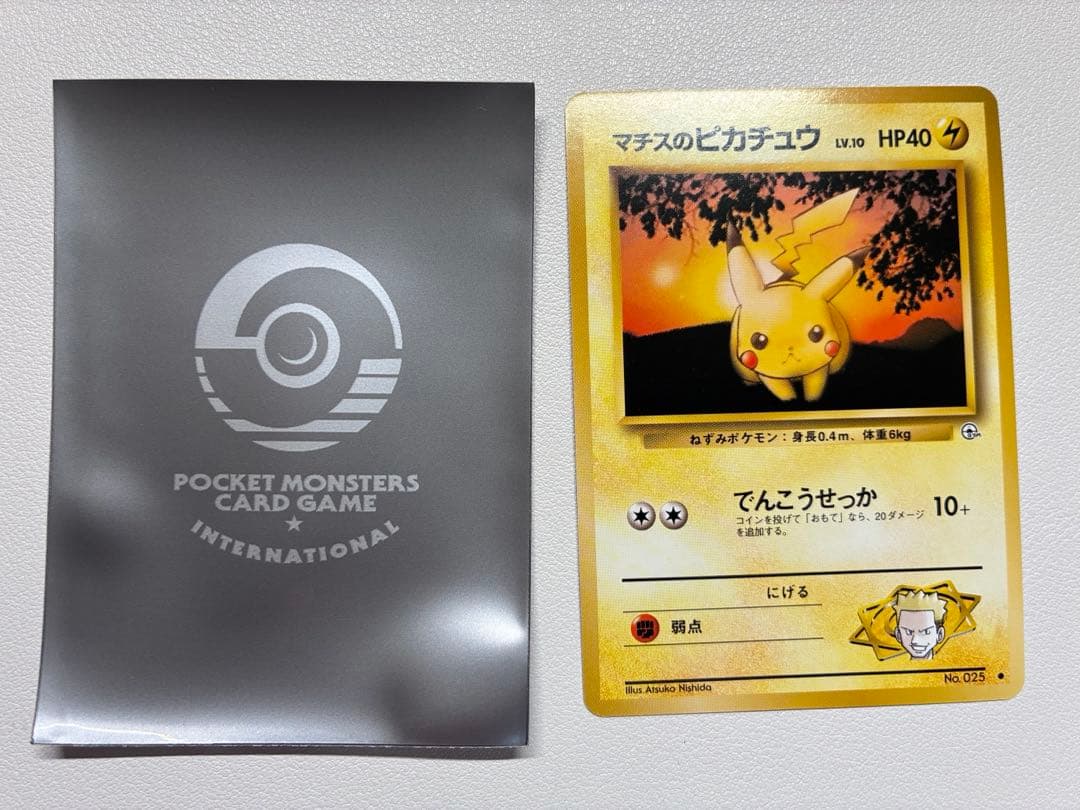 POCKET MONSTERS
CARD GAME
INTERNATIONAL
マチスのピカチュウ LV.10 HP40
ねずみポケモン：身長0.4m、体重6kg
でんこうせっか 10+
コインを投げて「おもて」なら、20ダメージ
を追加する。
にげる
弱点
No. 025
Illus. Atsuko Nishida